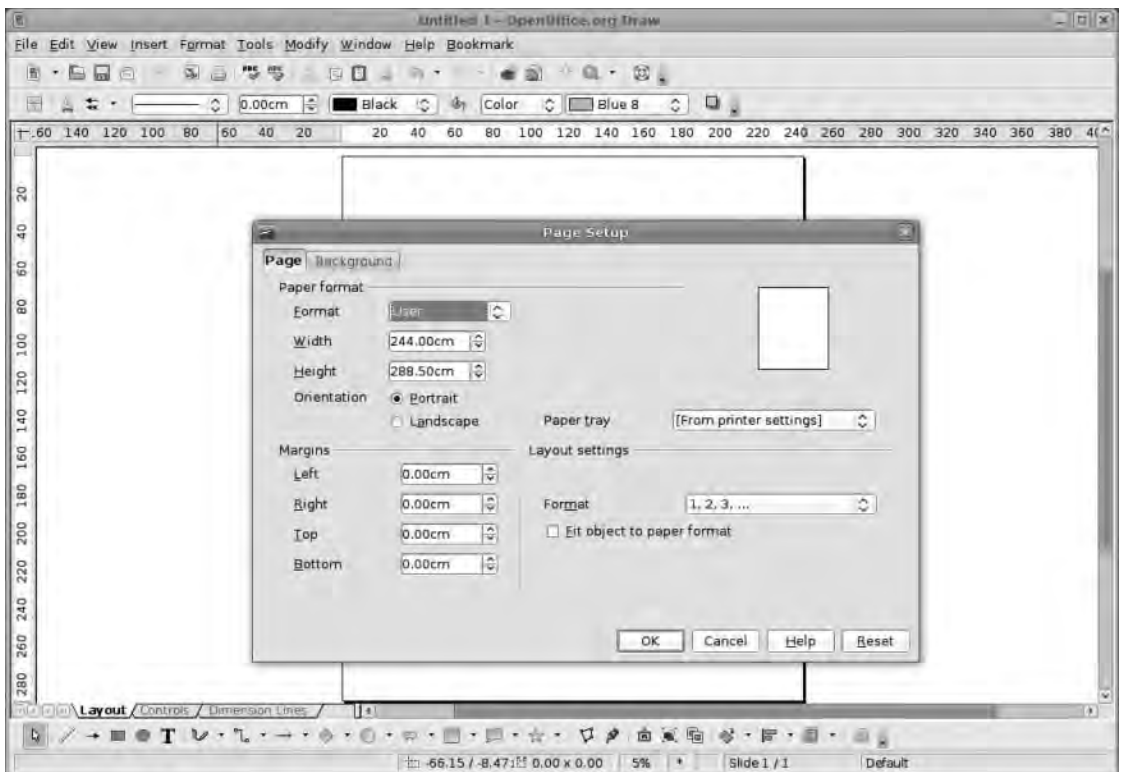 Untitled 1 - OpenOffice.org Draw
File Edit View Insert Format Tools Modify Window Help Bookmark
0.00cm Black Color Blue 8
60 140 120 100 80 60 40 20 20 40 60 80 100 120 140 160 180 200 220 240 260 280 300 320 340 360 380 40
20
40
60
80
100
120
140
160
180
200
220
240
260
280
Page Setup
Page Background
Paper format
Format User
Width 244.00cm
Height 288.50cm
Orientation Portrait
Landscape
Paper tray [From printer settings]
Margins
Layout settings
Left 0.00cm
Right 0.00cm
Format 1, 2, 3, ...
Top 0.00cm
Fit object to paper format
Bottom 0.00cm
OK Cancel Help Reset
Layout Controls Dimension Lines
T
-66.15 / -8.47 0.00 x 0.00 5% * Slide 1 / 1 Default